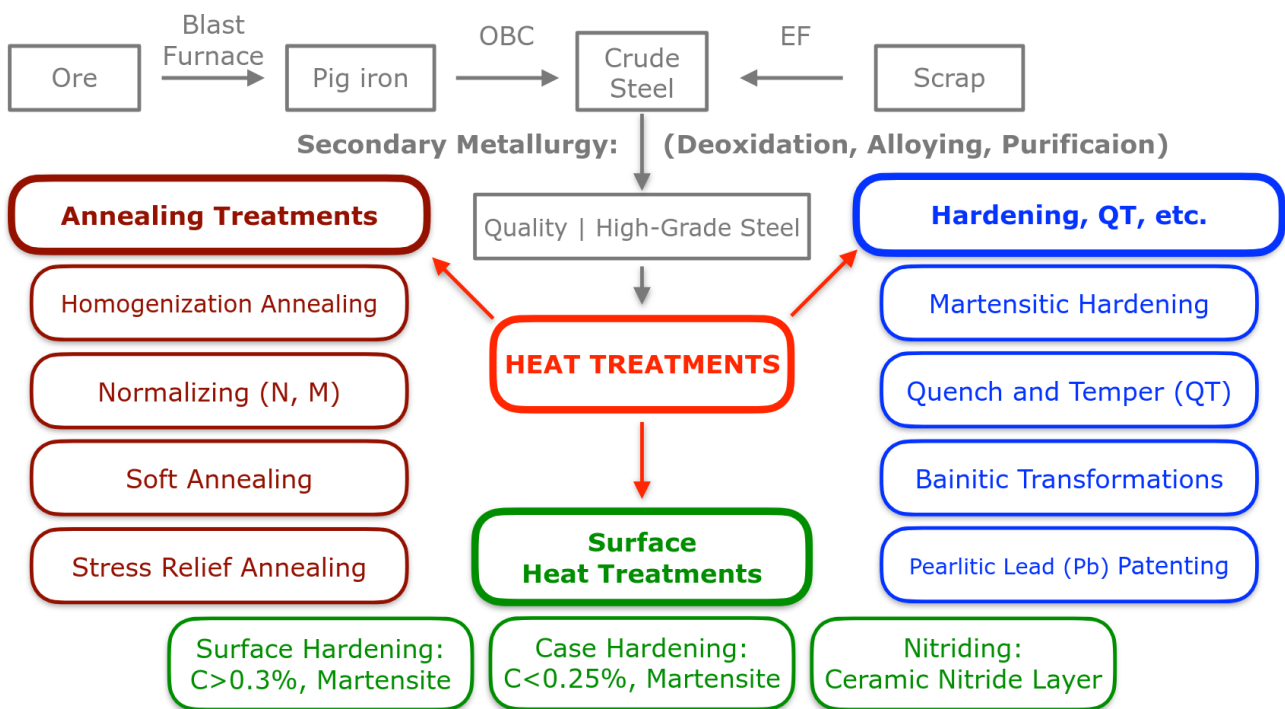 Blast
Furnace
OBC
EF
Ore
Pig iron
Crude
Steel
Scrap
Secondary Metallurgy:
(Deoxidation, Alloying, Purificaion)
Annealing Treatments
Quality | High-Grade Steel
Hardening, QT, etc.
Homogenization Annealing
Martensitic Hardening
HEAT TREATMENTS
Normalizing (N, M)
Quench and Temper (QT)
Soft Annealing
Bainitic Transformations
Surface
Heat Treatments
Stress Relief Annealing
Pearlitic Lead (Pb) Patenting
Surface Hardening:
C>0.3%, Martensite
Case Hardening:
C<0.25%, Martensite
Nitriding:
Ceramic Nitride Layer